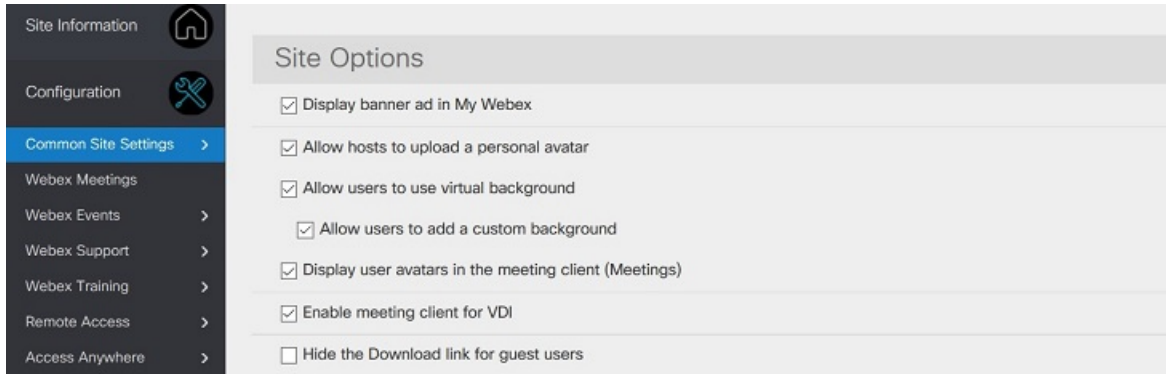 Site Information
Configuration
Common Site Settings
Webex Meetings
Webex Events
Webex Support
Webex Training
Remote Access
Access Anywhere
Site Options
Display banner ad in My Webex
Allow hosts to upload a personal avatar
Allow users to use virtual background
Allow users to add a custom background
Display user avatars in the meeting client (Meetings)
Enable meeting client for VDI
Hide the Download link for guest users